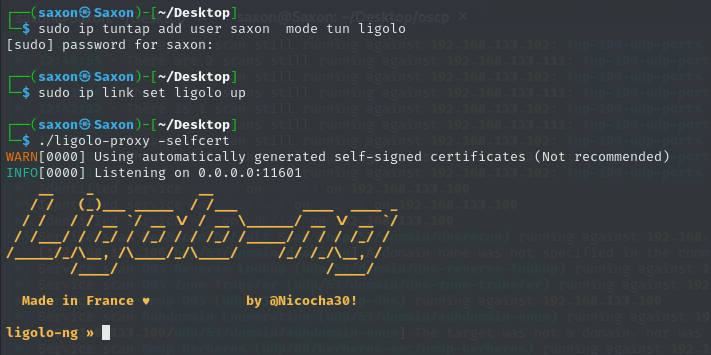 ┌──(saxon㉿Saxon)-[~/Desktop]
└─$ sudo ip tuntap add user saxon  mode tun ligolo
[sudo] password for saxon:
┌──(saxon㉿Saxon)-[~/Desktop]
└─$ sudo ip link set ligolo up
┌──(saxon㉿Saxon)-[~/Desktop]
└─$ ./ligolo-proxy -selfcert
WARN[0000] Using automatically generated self-signed certificates (Not recommended)
INFO[0000] Listening on 0.0.0.0:11601
Ligolo-ng
Made in France ♥ by @Nicocha30!
ligolo-ng »